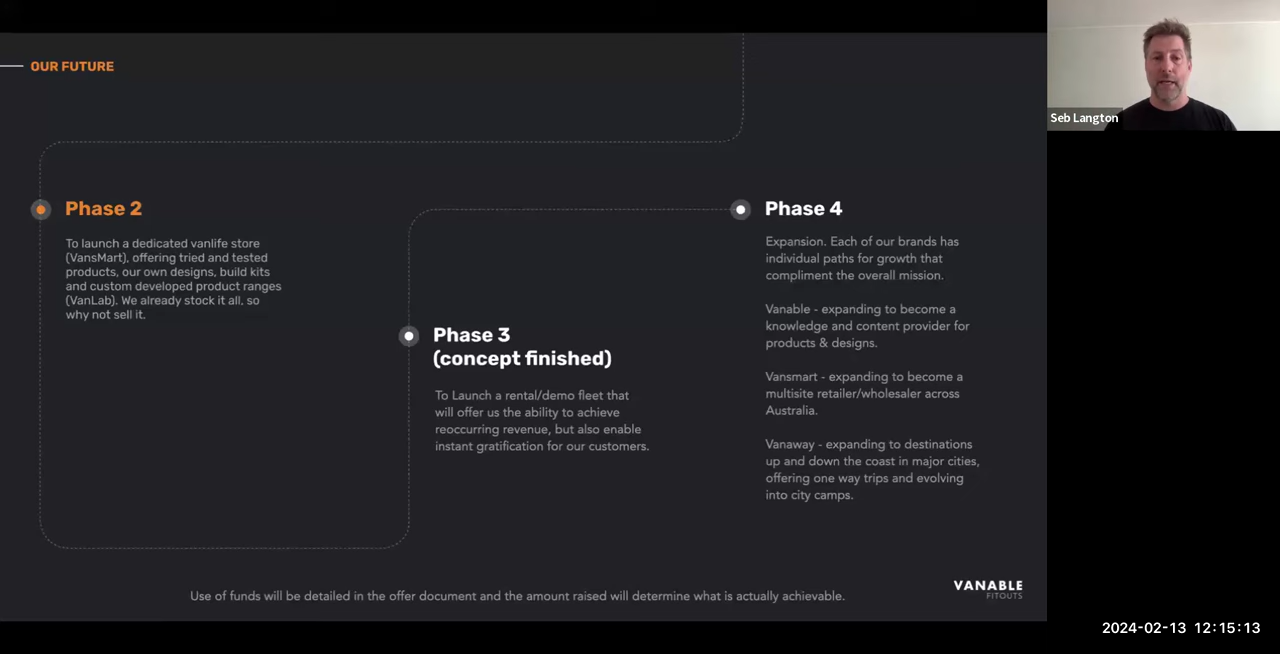 OUR FUTURE
Phase 2
To launch a dedicated vanlife store
(VansMart), offering tried and tested
products, our own designs, build kits
and custom developed product ranges
(VanLab). We already stock it all, so
why not sell it.
Phase 3
(concept finished)
To Launch a rental/demo fleet that
will offer us the ability to achieve
reoccurring revenue, but also enable
instant gratification for our customers.
Phase 4
Expansion. Each of our brands has
individual paths for growth that
compliment the overall mission.
Vanable - expanding to become a
knowledge and content provider for
products & designs.
Vansmart - expanding to become a
multisite retailer/wholesaler across
Australia.
Vanaway - expanding to destinations
up and down the coast in major cities,
offering one way trips and evolving
into city camps.
Use of funds will be detailed in the offer document and the amount raised will determine what is actually achievable.
VANABLE
FITOUTS
Seb Langton
2024-02-13 12:15:13